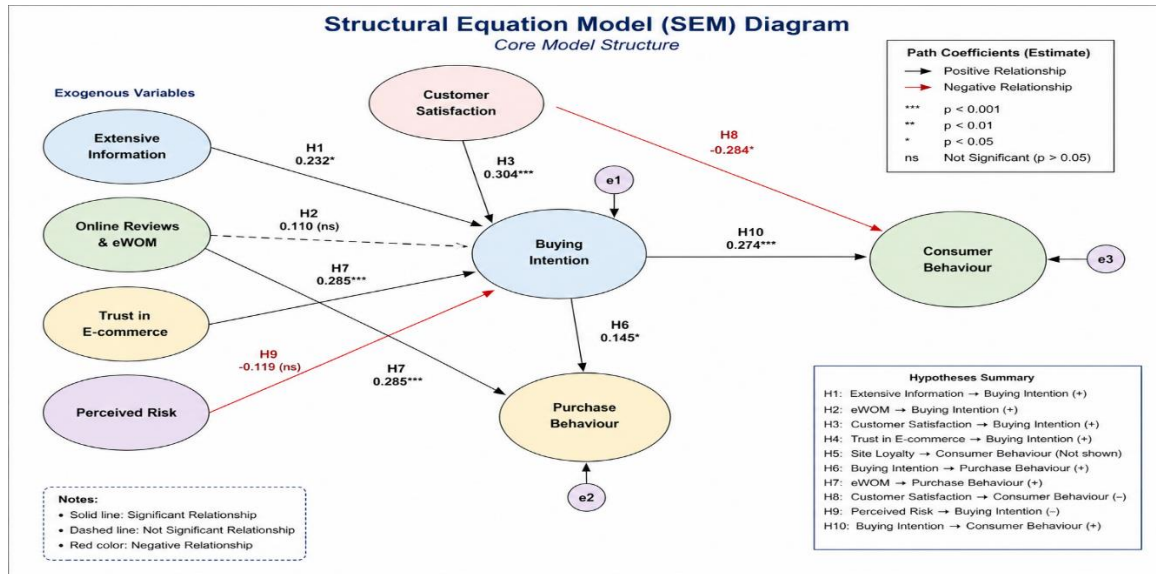 Structural Equation Model (SEM) Diagram
Core Model Structure
Exogenous Variables
Extensive
Information
Online Reviews
& eWOM
Trust in
E-commerce
Perceived Risk
Customer
Satisfaction
H1
0.232*
H3
0.304***
H2
0.110 (ns)
H7
0.285***
H9
-0.119 (ns)
H7
0.285***
e1
Buying
Intention
H8
-0.284*
H10
0.274***
Consumer
Behaviour
e3
H6
0.145*
Purchase
Behaviour
e2
Path Coefficients (Estimate)
Positive Relationship
Negative Relationship
*** p < 0.001
** p < 0.01
* p < 0.05
ns Not Significant (p > 0.05)
Notes:
• Solid line: Significant Relationship
• Dashed line: Not Significant Relationship
• Red color: Negative Relationship
Hypotheses Summary
H1: Extensive Information → Buying Intention (+)
H2: eWOM → Buying Intention (+)
H3: Customer Satisfaction → Buying Intention (+)
H4: Trust in E-commerce → Buying Intention (+)
H5: Site Loyalty → Consumer Behaviour (Not shown)
H6: Buying Intention → Purchase Behaviour (+)
H7: eWOM → Purchase Behaviour (+)
H8: Customer Satisfaction → Consumer Behaviour (–)
H9: Perceived Risk → Buying Intention (–)
H10: Buying Intention → Consumer Behaviour (+)